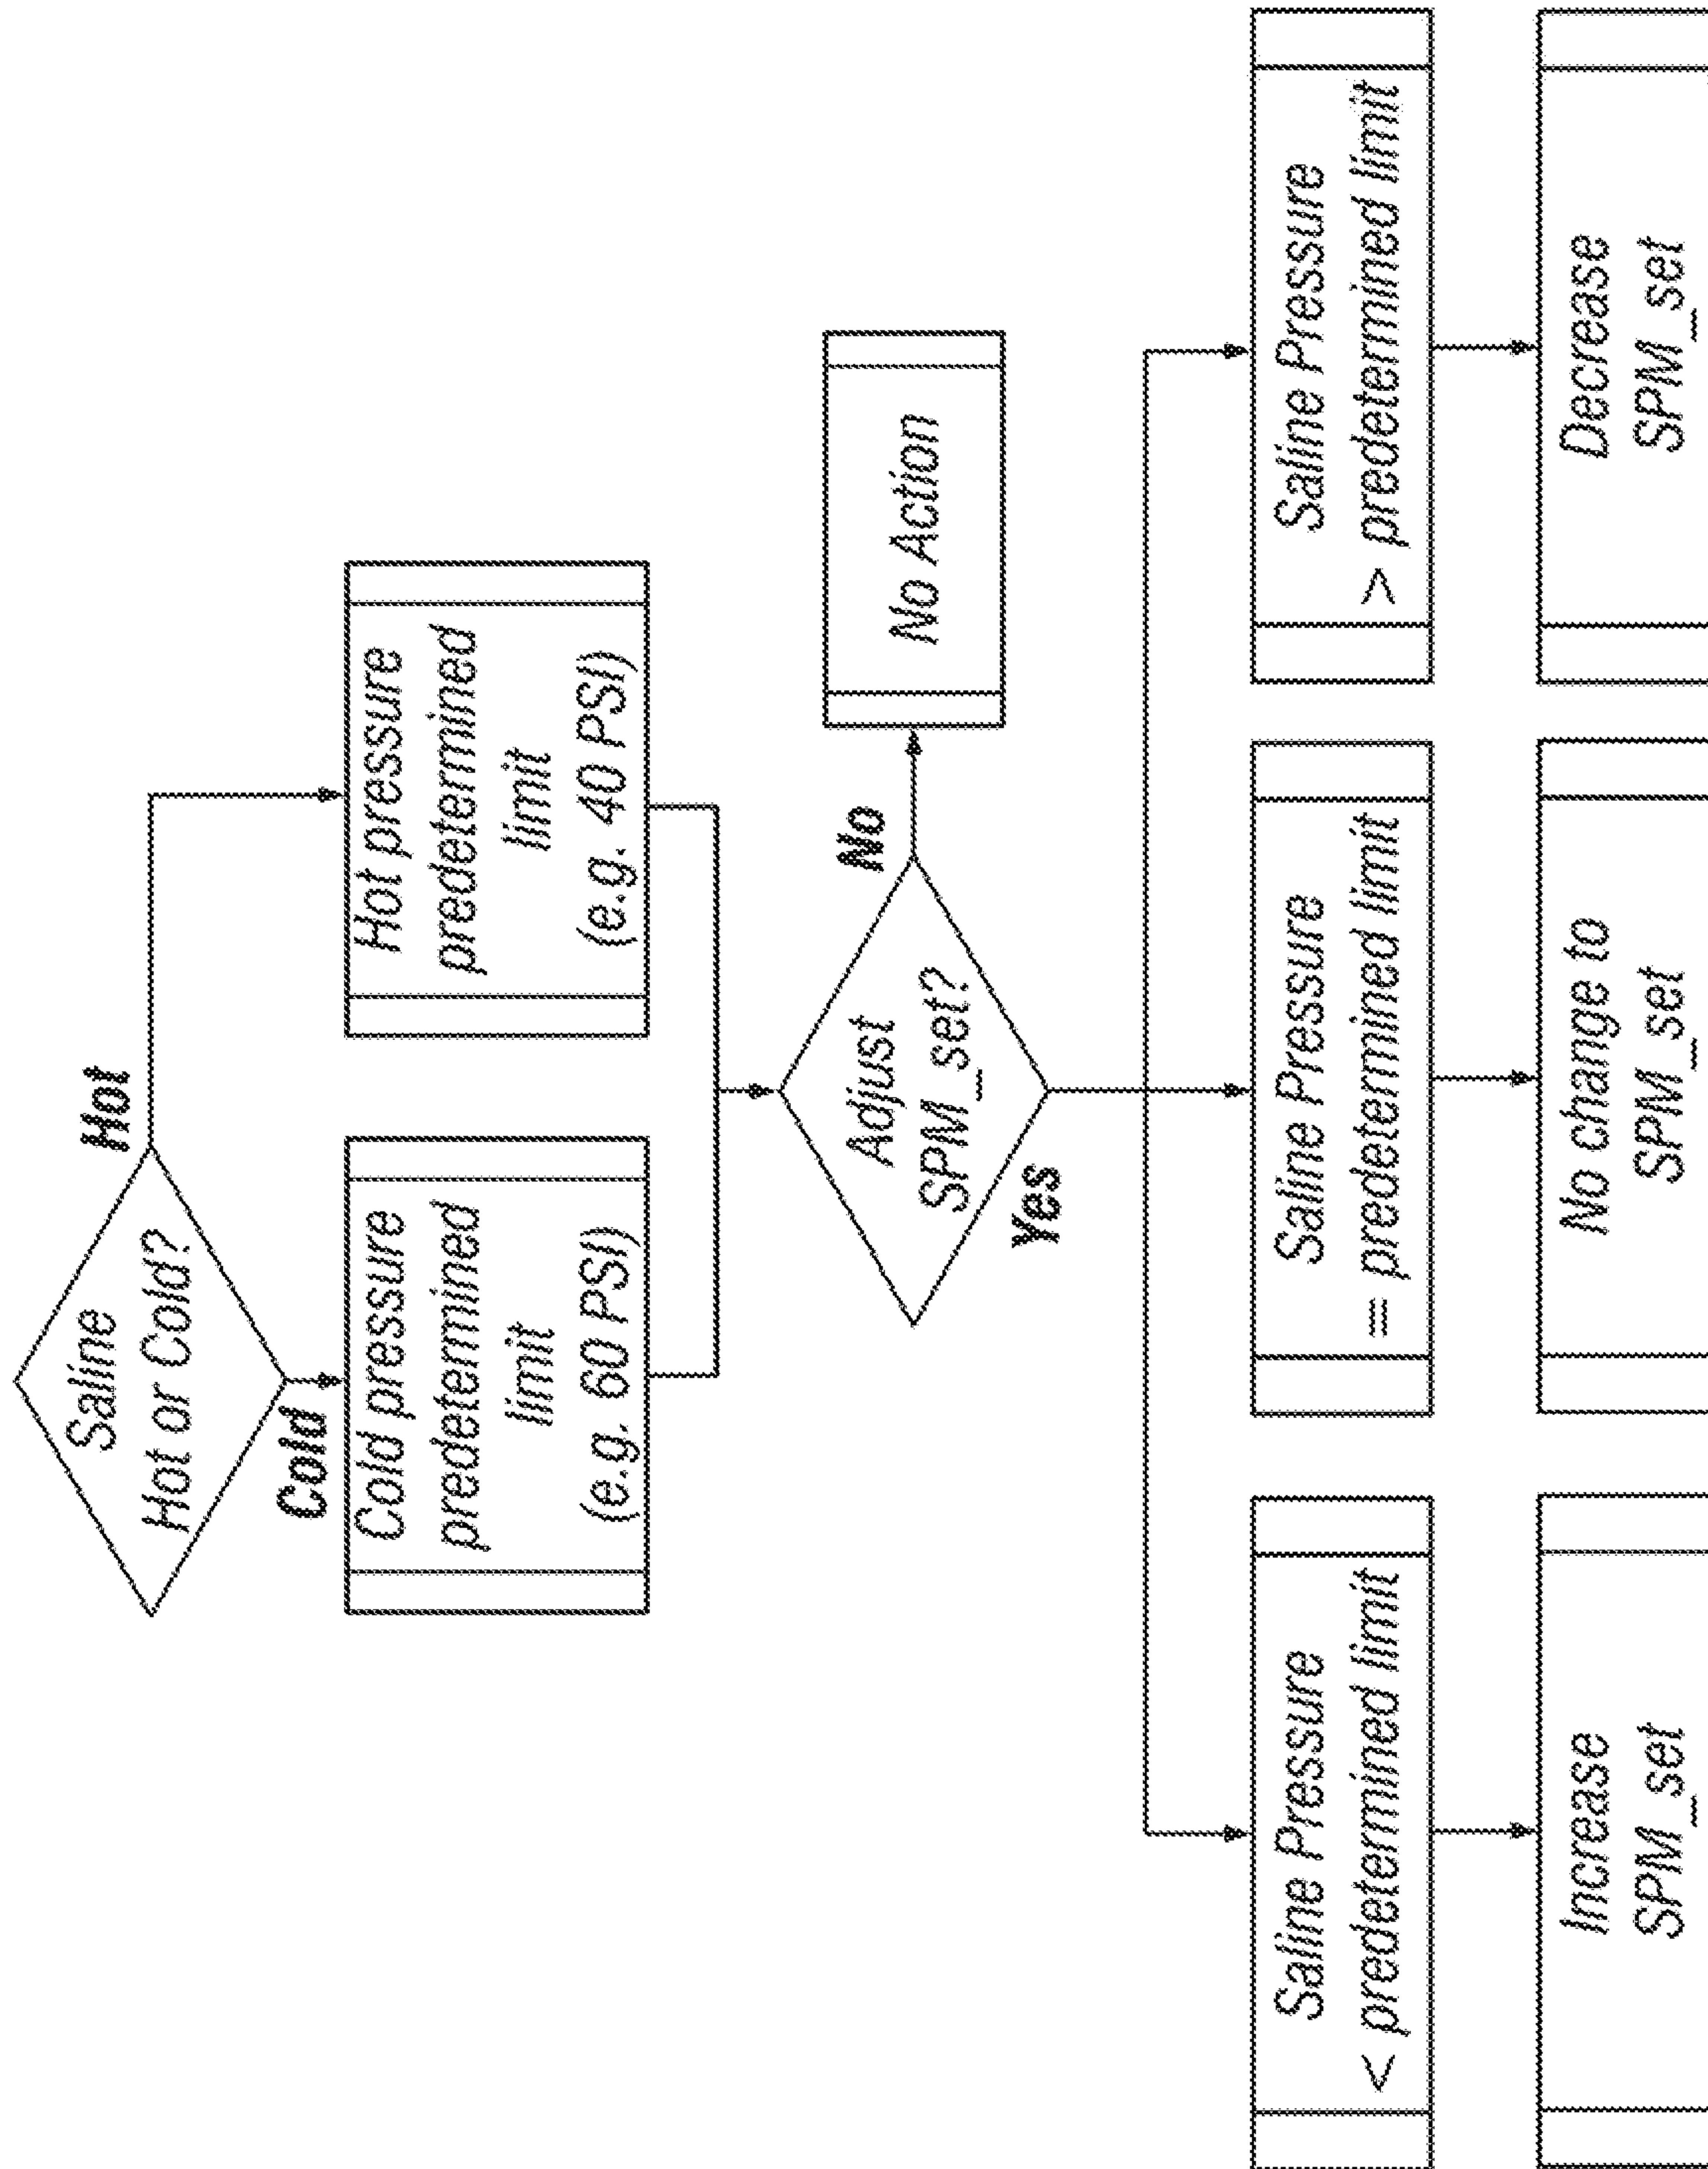 Saline
Hot or Cold?
Hot
Cold
Cold pressure
predetermined
limit
(e.g. 60 PSI)
Hot pressure
predetermined
limit
(e.g. 40 PSI)
Adjust
SPM_set?
No
No Action
Yes
Saline Pressure
< predetermined limit
Saline Pressure
= predetermined limit
Saline Pressure
> predetermined limit
Increase
SPM_set
No change to
SPM_set
Decrease
SPM_set